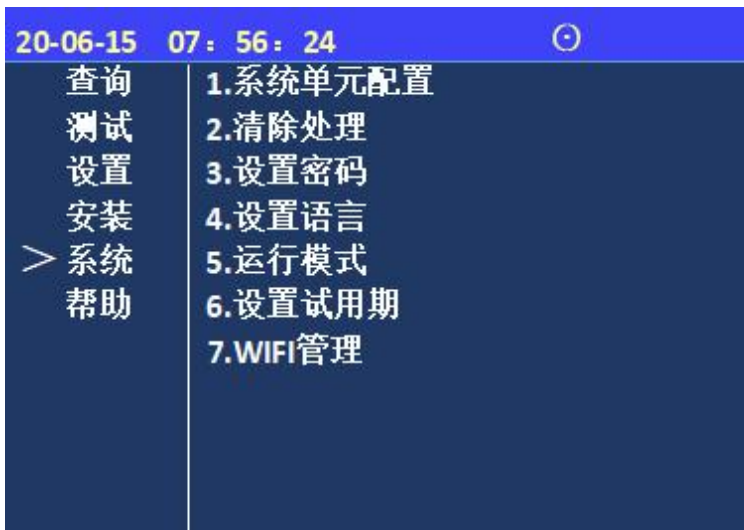 20-06-15 07：56：24
查询
测试
设置
安装
＞系统
帮助
1.系统单元配置
2.清除处理
3.设置密码
4.设置语言
5.运行模式
6.设置试用期
7.WIFI管理